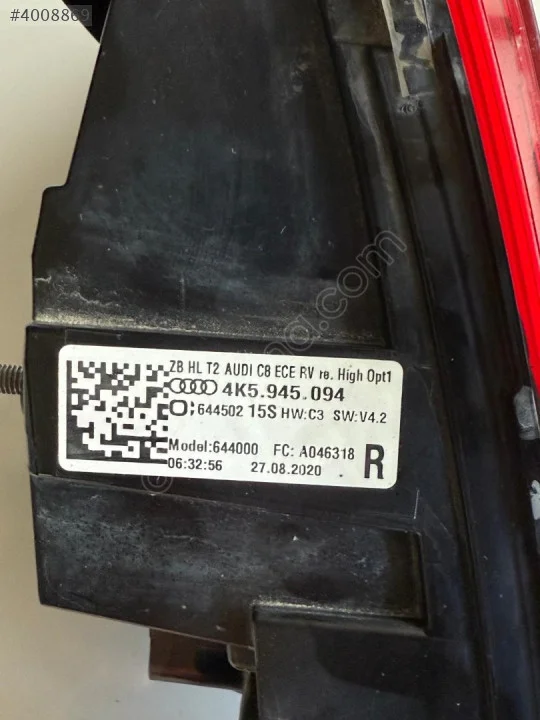 #4008869
ZB HL T2 AUDI C8 ECE RV re. High Opt1
4K5.945.094
644502 15S HW:C3 SW:V4.2
Model:644000 FC: A046318
R
06:32:56 27.08.2020